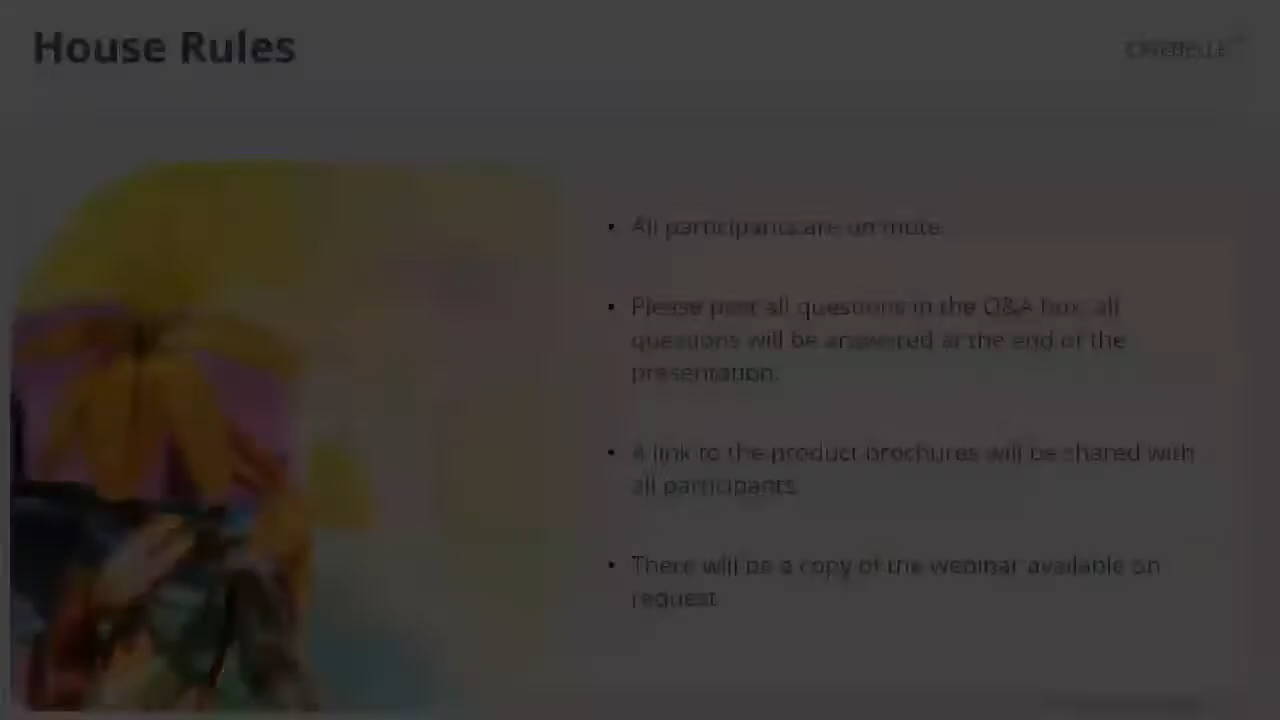 House Rules
• All participants are on mute.
• Please post all questions in the Q&A box, all
questions will be answered at the end of the
presentation.
• A link to the product brochures will be shared with
all participants.
• There will be a copy of the webinar available on
request.